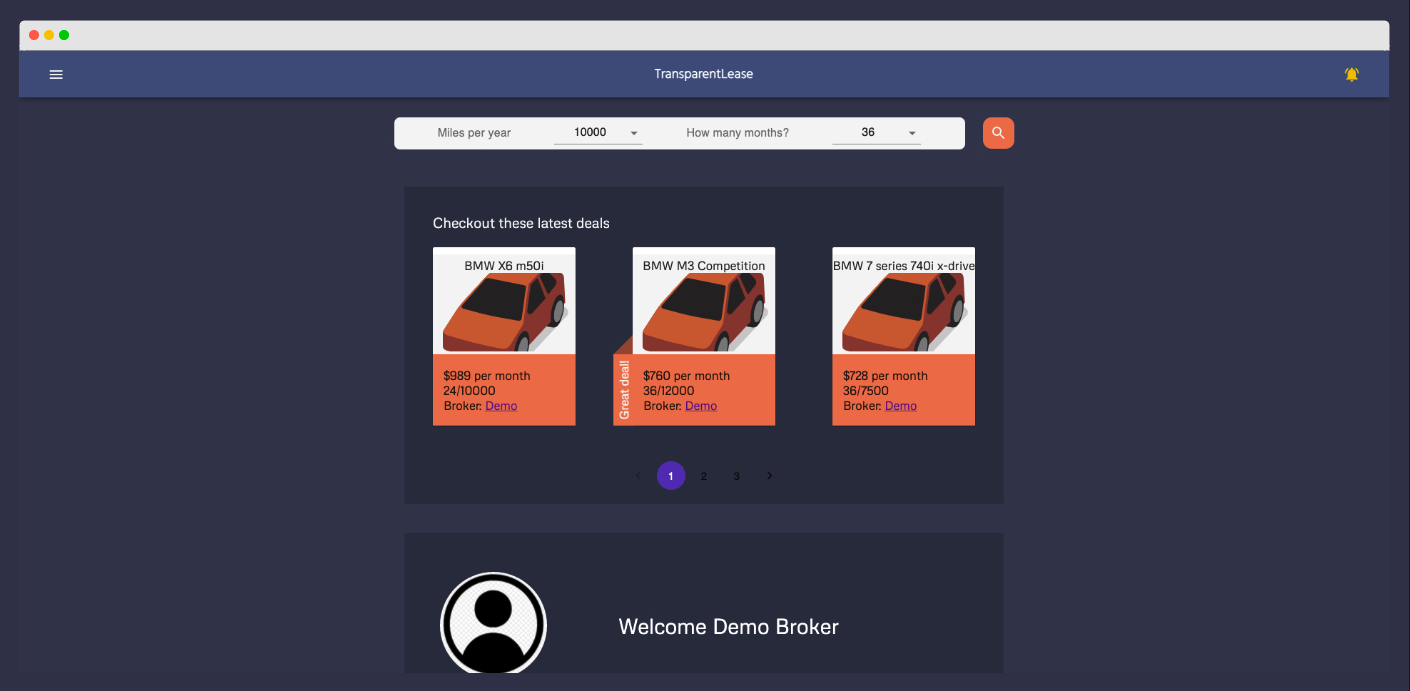 TransparentLease
Miles per year 10000 How many months? 36
Checkout these latest deals
BMW X6 m50i
$989 per month
24/10000
Broker: Demo
BMW M3 Competition
Great deal!
$760 per month
36/12000
Broker: Demo
BMW 7 series 740i x-drive
$728 per month
36/7500
Broker: Demo
1 2 3
Welcome Demo Broker